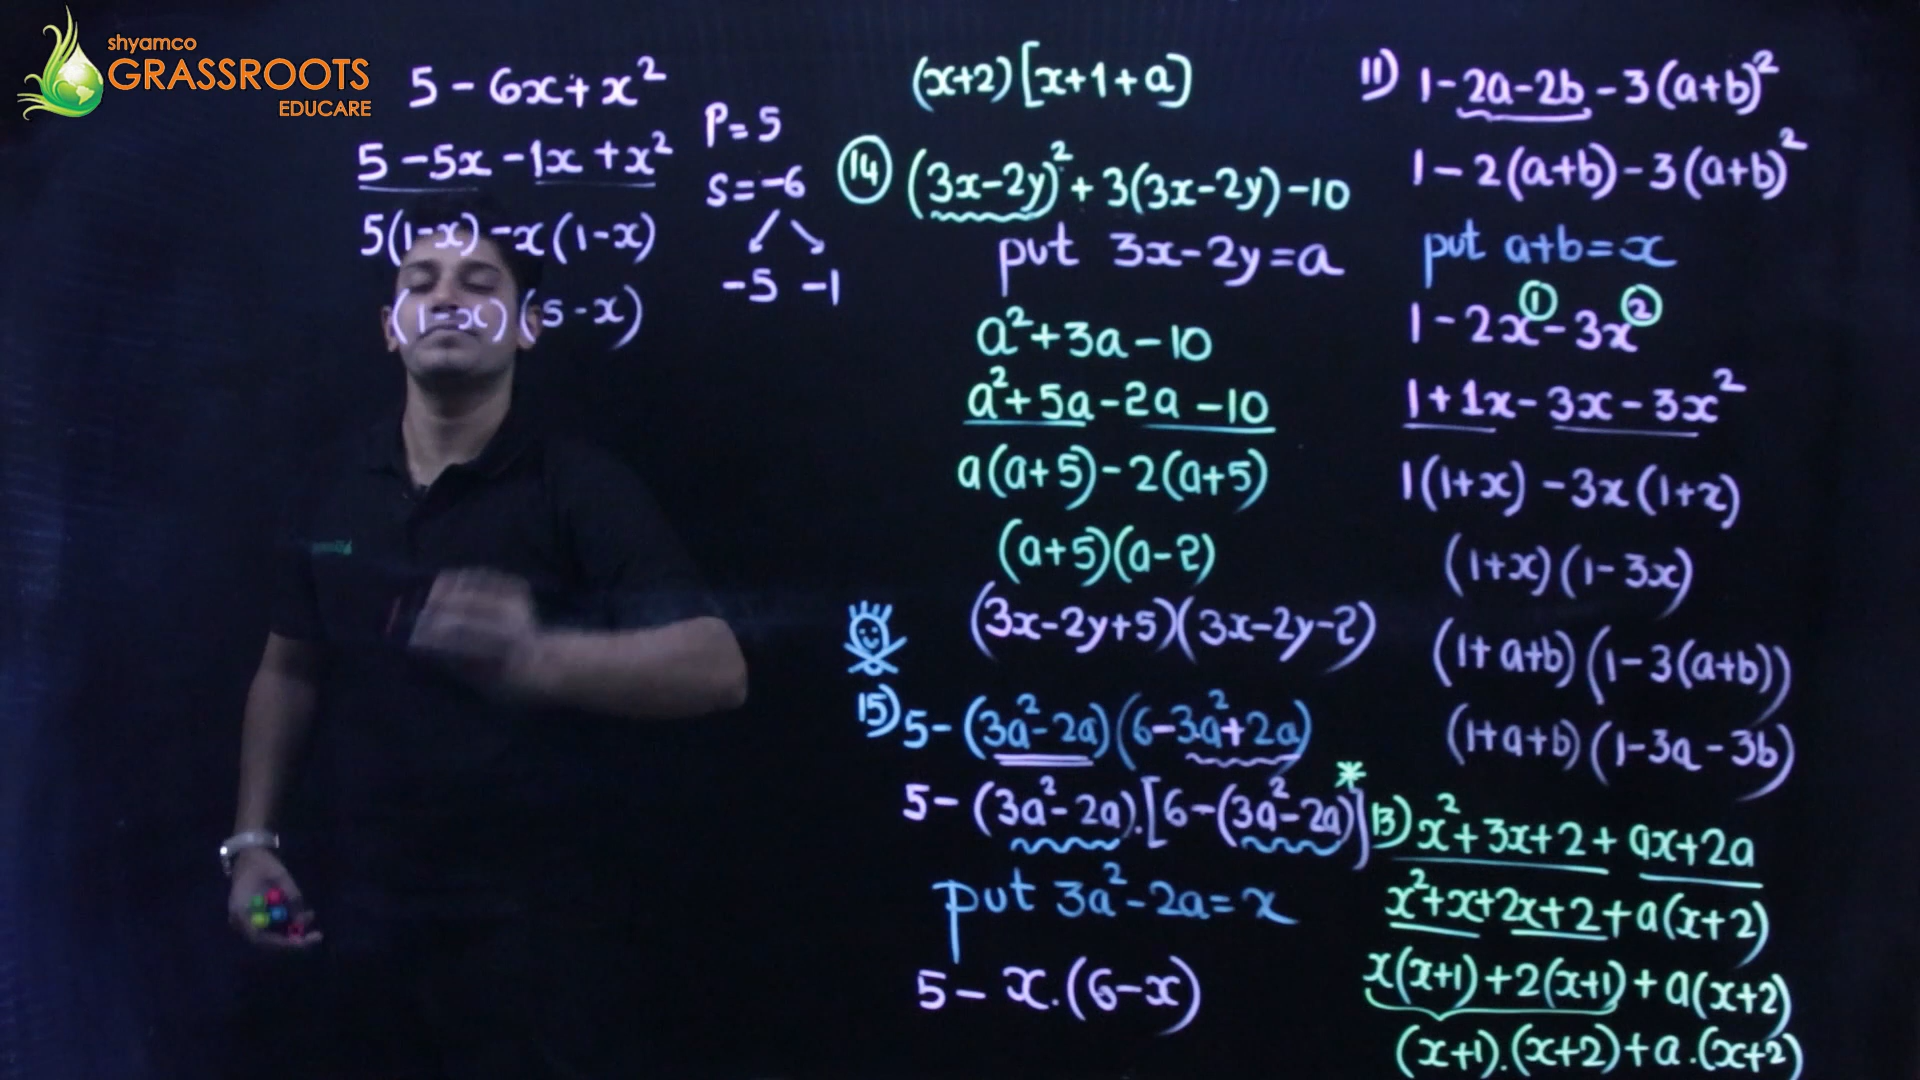 shyamco
GRASSROOTS
EDUCARE
5 - 6x + x²
5 - 5x - 1x + x²
5(1-x) - x(1-x)
(1-x)(5-x)
P = 5
S = -6
-5 -1
(x+2)[x+1+a]
14 (3x-2y)² + 3(3x-2y) - 10
put 3x-2y = a
a² + 3a - 10
a² + 5a - 2a - 10
a(a+5) - 2(a+5)
(a+5)(a-2)
(3x-2y+5)(3x-2y-2)
15) 5 - (3a²-2a)(6-3a²+2a)
5 - (3a²-2a).[6-(3a²-2a)]
put 3a²-2a = x
5 - x.(6-x)
11) 1-2a-2b-3(a+b)²
1-2(a+b)-3(a+b)²
put a+b=x
1-2x①-3x②
1+1x-3x-3x²
1(1+x)-3x(1+x)
(1+x)(1-3x)
(1+a+b)(1-3(a+b))
(1+a+b)(1-3a-3b)
*
13) x²+3x+2+ax+2a
x²+x+2x+2+a(x+2)
x(x+1)+2(x+1)+a(x+2)
(x+1).(x+2)+a.(x+2)